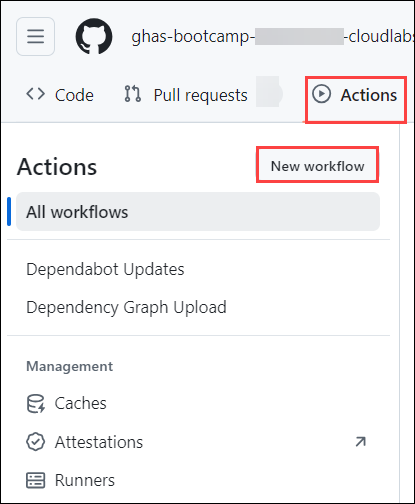 ghas-bootcamp- -cloudlabs
Code Pull requests Actions
Actions New workflow
All workflows
Dependabot Updates
Dependency Graph Upload
Management
Caches
Attestations
Runners